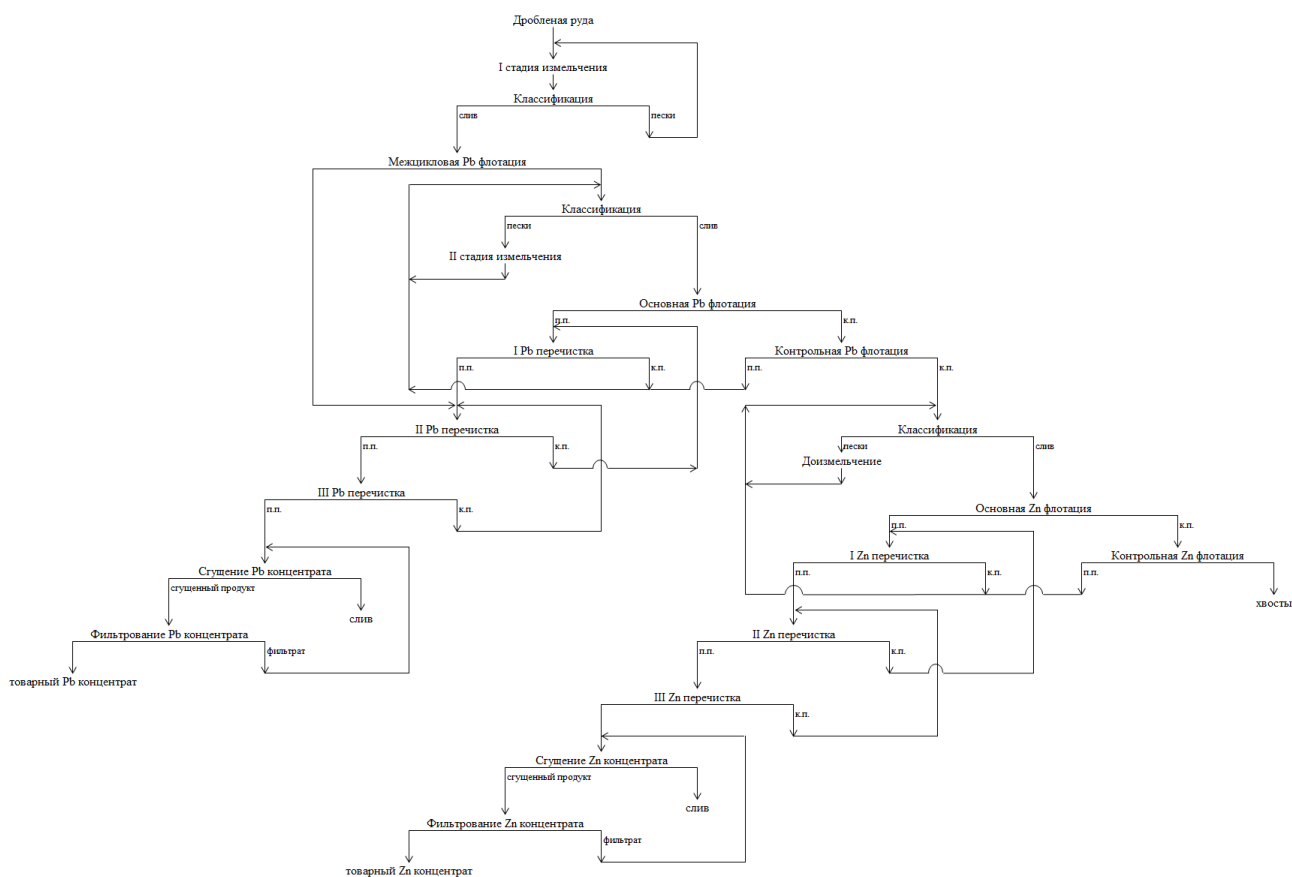 Дробленая руда
I стадия измельчения
Классификация
слив
пески
Межцикловая Pb флотация
Классификация
пески
слив
II стадия измельчения
Основная Pb флотация
п.п.
к.п.
I Pb перечистка
Контрольная Pb флотация
п.п.
к.п.
п.п.
к.п.
II Pb перечистка
Классификация
п.п.
к.п.
пески
слив
Доизмельчение
III Pb перечистка
Основная Zn флотация
п.п.
к.п.
п.п.
к.п.
I Zn перечистка
Контрольная Zn флотация
Сгущение Pb концентрата
п.п.
к.п.
п.п.
сгущенный продукт
хвосты
слив
Фильтрование Pb концентрата
II Zn перечистка
фильтрат
п.п.
к.п.
товарный Pb концентрат
III Zn перечистка
к.п.
Сгущение Zn концентрата
сгущенный продукт
слив
Фильтрование Zn концентрата
фильтрат
товарный Zn концентрат